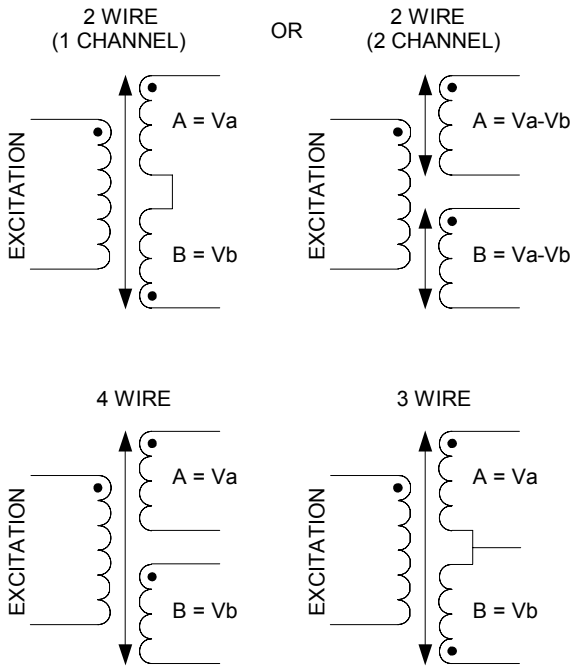 2 WIRE
(1 CHANNEL)
OR
2 WIRE
(2 CHANNEL)
EXCITATION
A = Va
B = Vb
EXCITATION
A = Va-Vb
B = Va-Vb
4 WIRE
3 WIRE
EXCITATION
A = Va
B = Vb
EXCITATION
A = Va
B = Vb